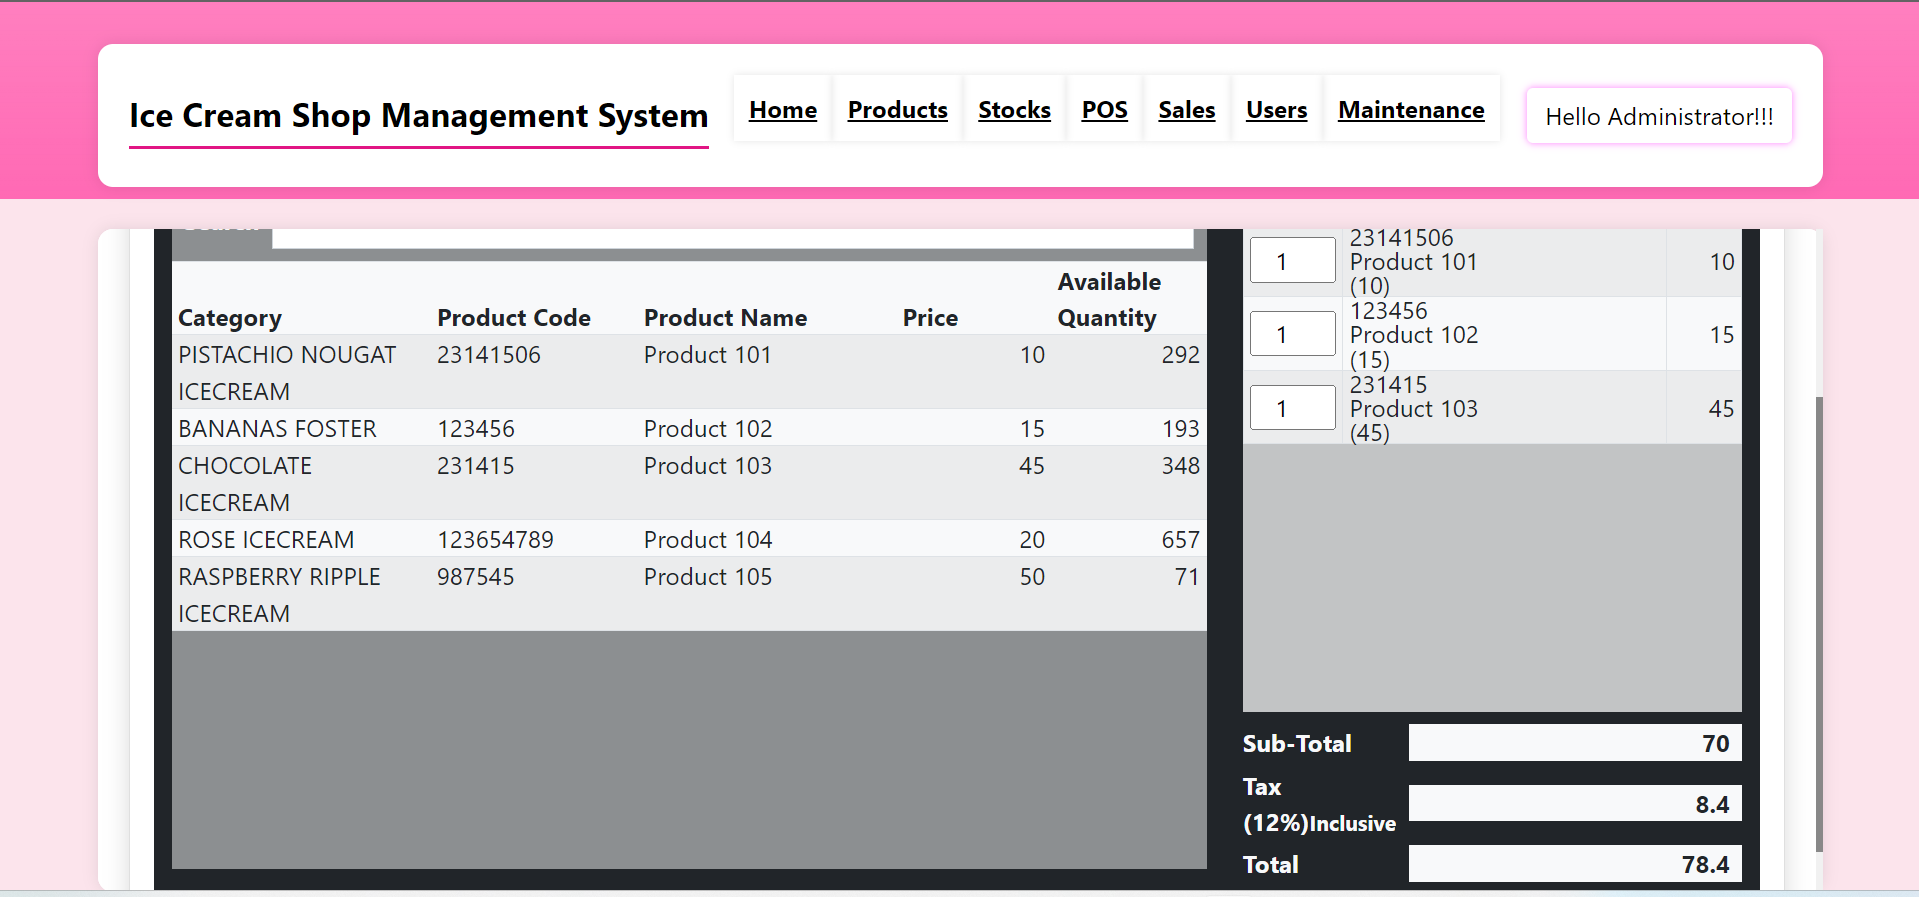 Ice Cream Shop Management System
Home Products Stocks POS Sales Users Maintenance
Hello Administrator!!!
Category Product Code Product Name Price Available Quantity
PISTACHIO NOUGAT ICECREAM 23141506 Product 101 10 292
BANANAS FOSTER 123456 Product 102 15 193
CHOCOLATE ICECREAM 231415 Product 103 45 348
ROSE ICECREAM 123654789 Product 104 20 657
RASPBERRY RIPPLE ICECREAM 987545 Product 105 50 71
1 23141506 Product 101 (10) 10
1 123456 Product 102 (15) 15
1 231415 Product 103 (45) 45
Sub-Total 70
Tax (12%)Inclusive 8.4
Total 78.4